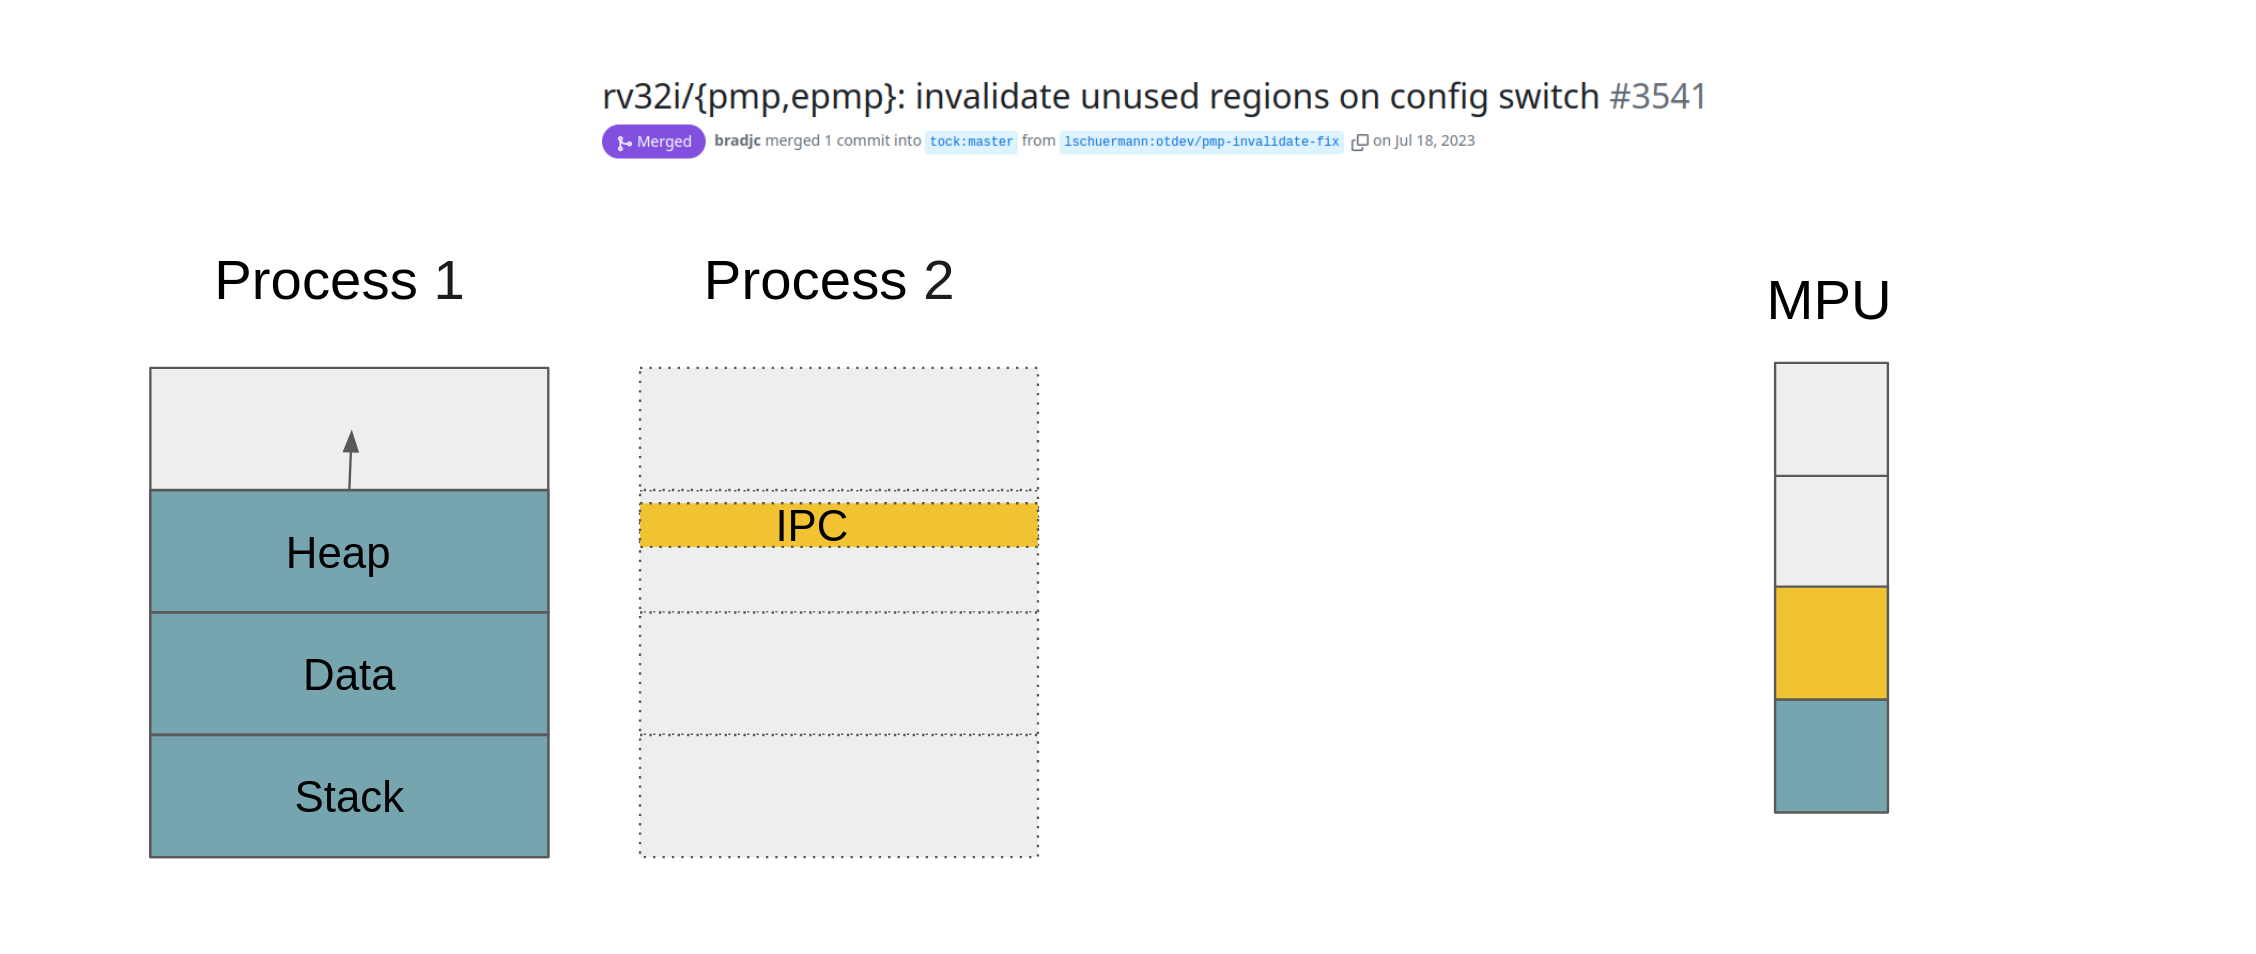 rv32i/{pmp,epmp}: invalidate unused regions on config switch #3541
Merged bradjc merged 1 commit into tock:master from lschuermann:otdev/pmp-invalidate-fix on Jul 18, 2023
Process 1
Process 2
MPU
IPC
Heap
Data
Stack